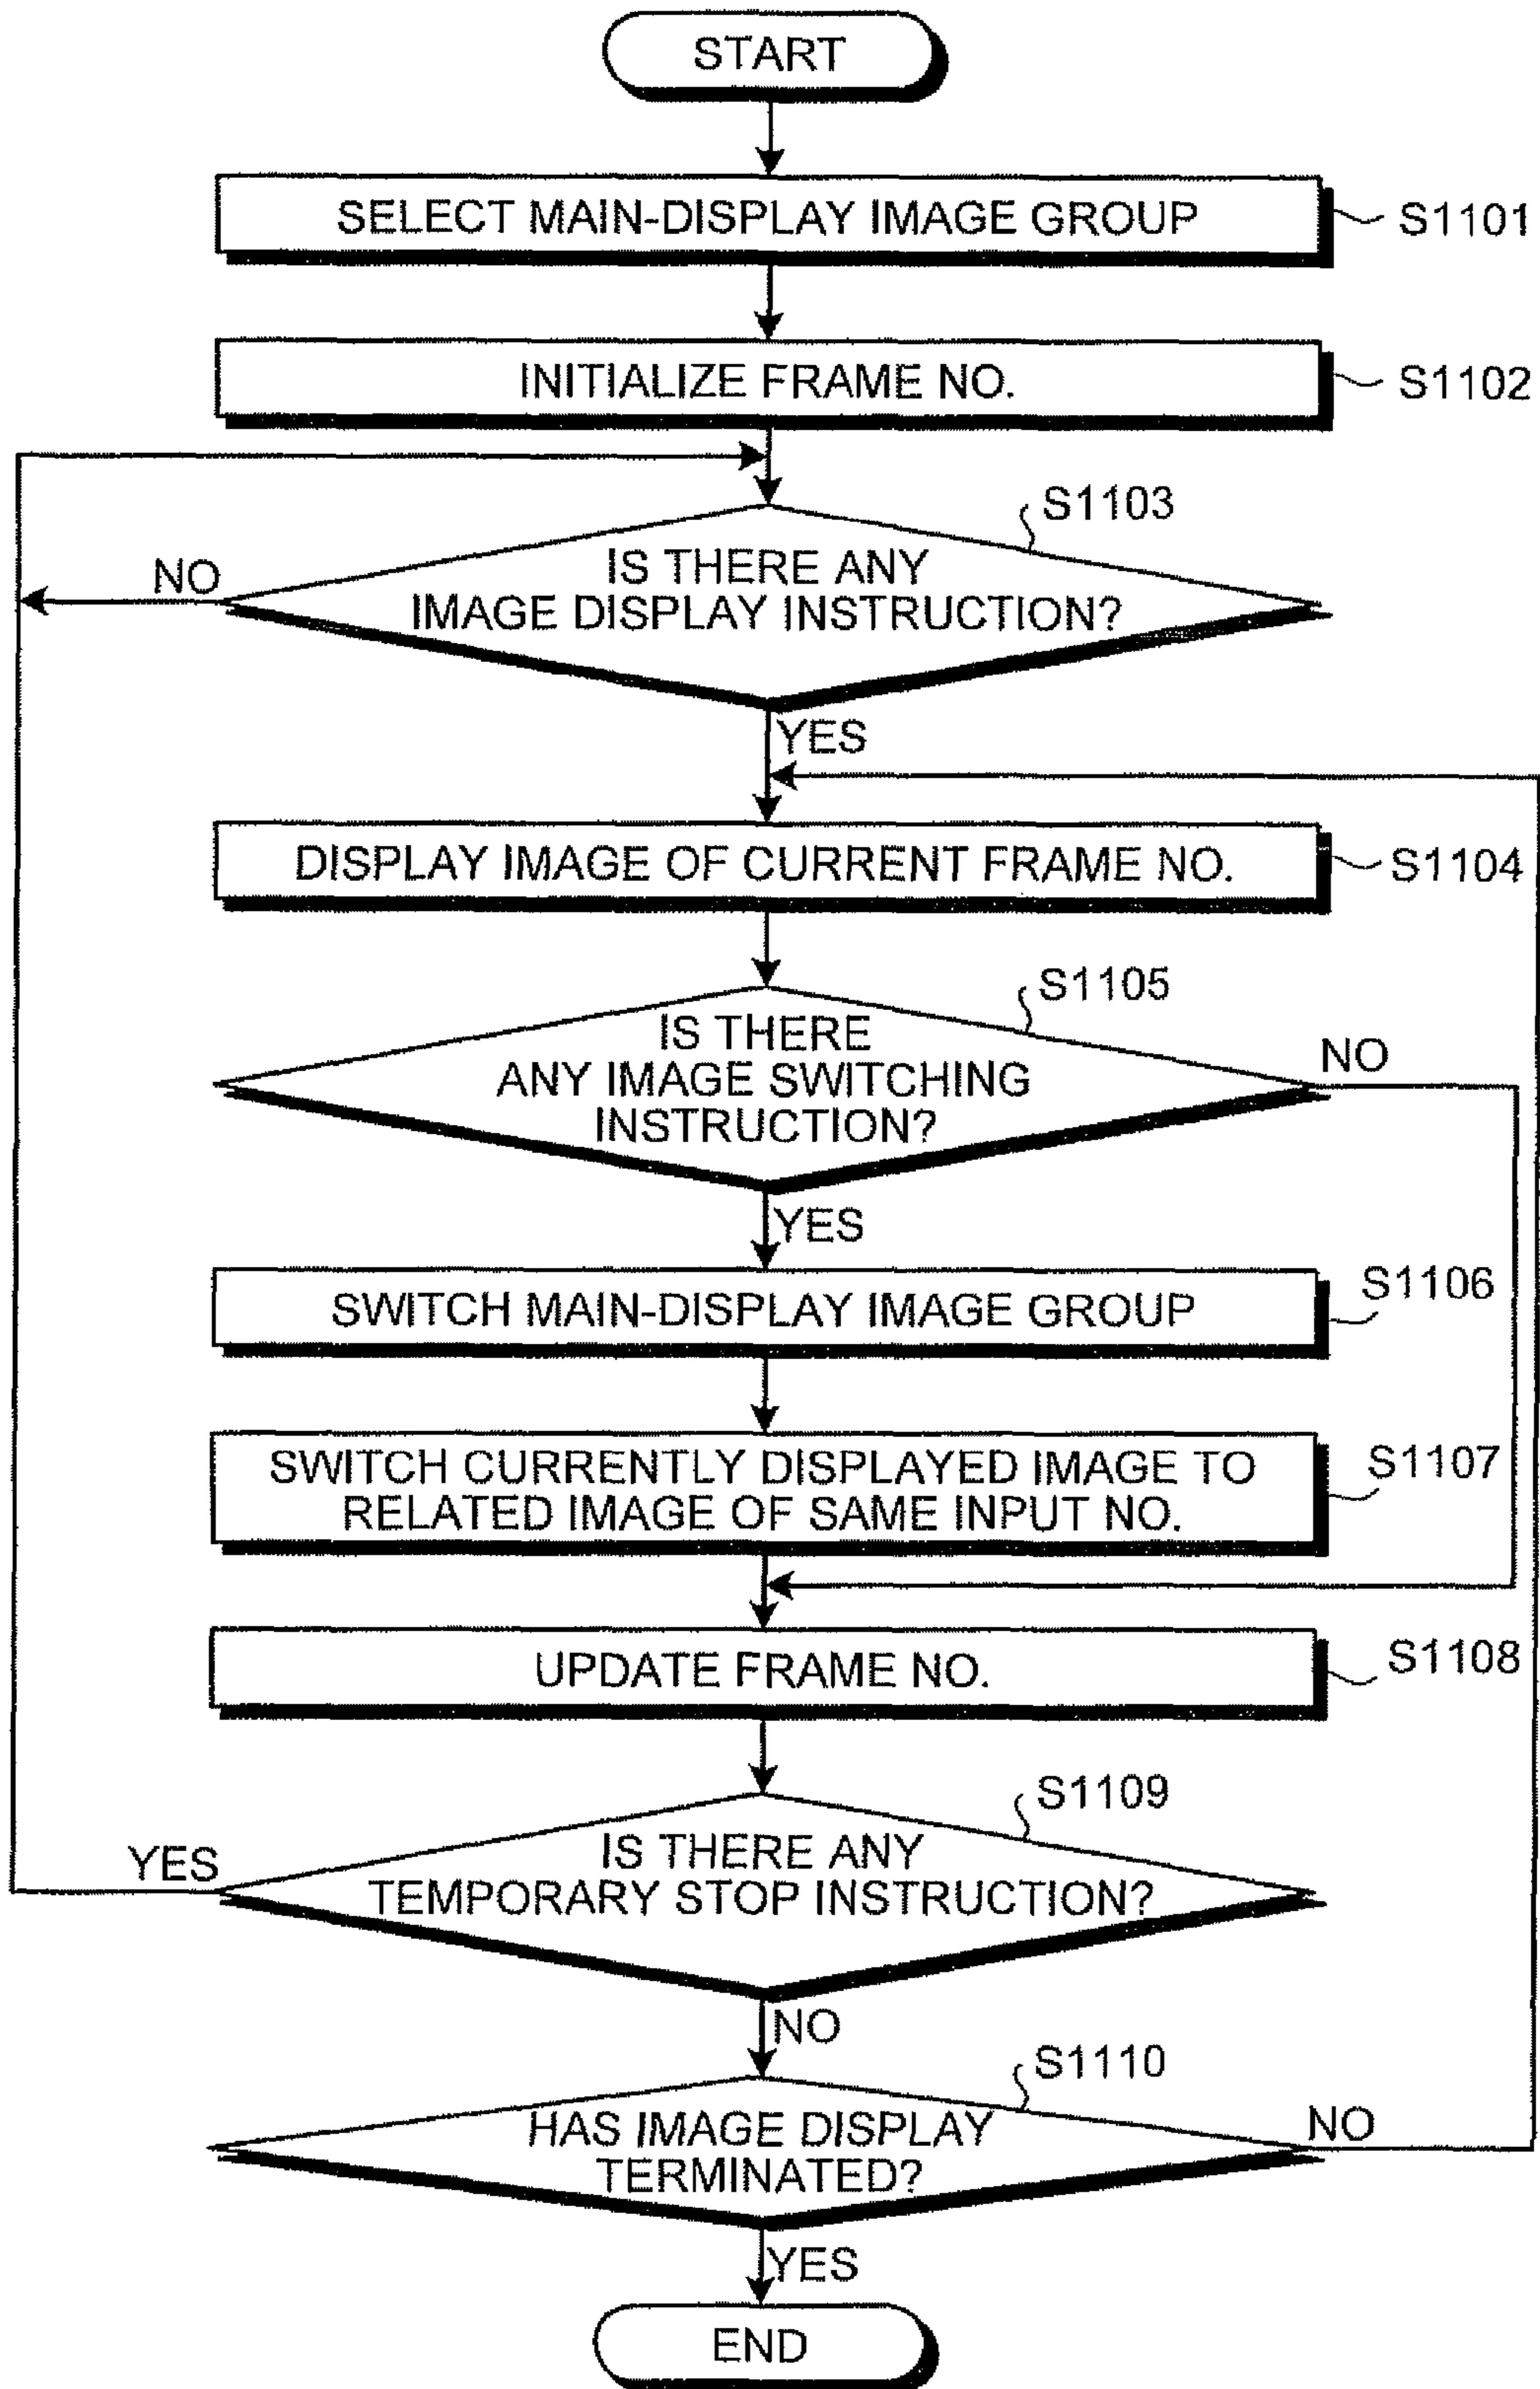 START
SELECT MAIN-DISPLAY IMAGE GROUP
S1101
INITIALIZE FRAME NO.
S1102
S1103
IS THERE ANY
IMAGE DISPLAY INSTRUCTION?
NO
YES
DISPLAY IMAGE OF CURRENT FRAME NO.
S1104
S1105
IS THERE
ANY IMAGE SWITCHING
INSTRUCTION?
NO
YES
SWITCH MAIN-DISPLAY IMAGE GROUP
S1106
SWITCH CURRENTLY DISPLAYED IMAGE TO
RELATED IMAGE OF SAME INPUT NO.
S1107
UPDATE FRAME NO.
S1108
S1109
IS THERE ANY
TEMPORARY STOP INSTRUCTION?
YES
NO
S1110
HAS IMAGE DISPLAY
TERMINATED?
NO
YES
END